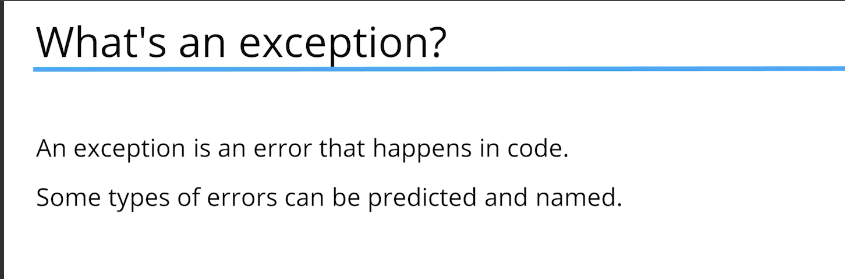 What's an exception?
An exception is an error that happens in code.
Some types of errors can be predicted and named.